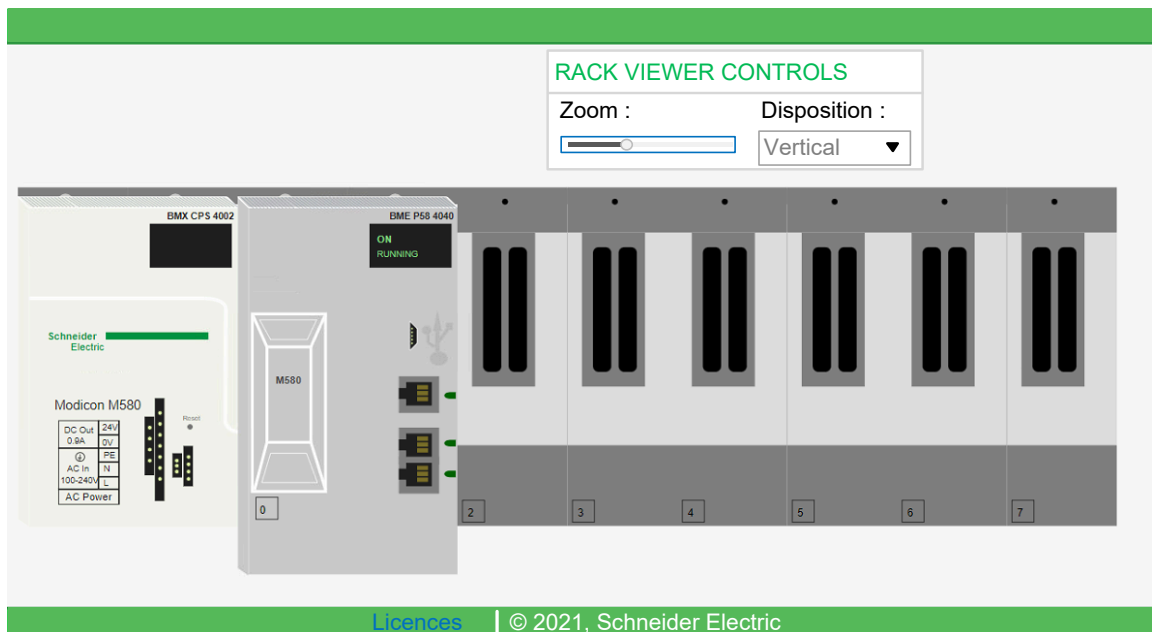 RACK VIEWER CONTROLS
Zoom :
Disposition :
Vertical
BMX CPS 4002
BME P58 4040
ON
RUNNING
Schneider
Electric
M580
Modicon M580
Reset
DC Out 24V
0.9A 0V
PE
AC In N
100-240V L
AC Power
0
2
3
4
5
6
7
Licences
© 2021, Schneider Electric